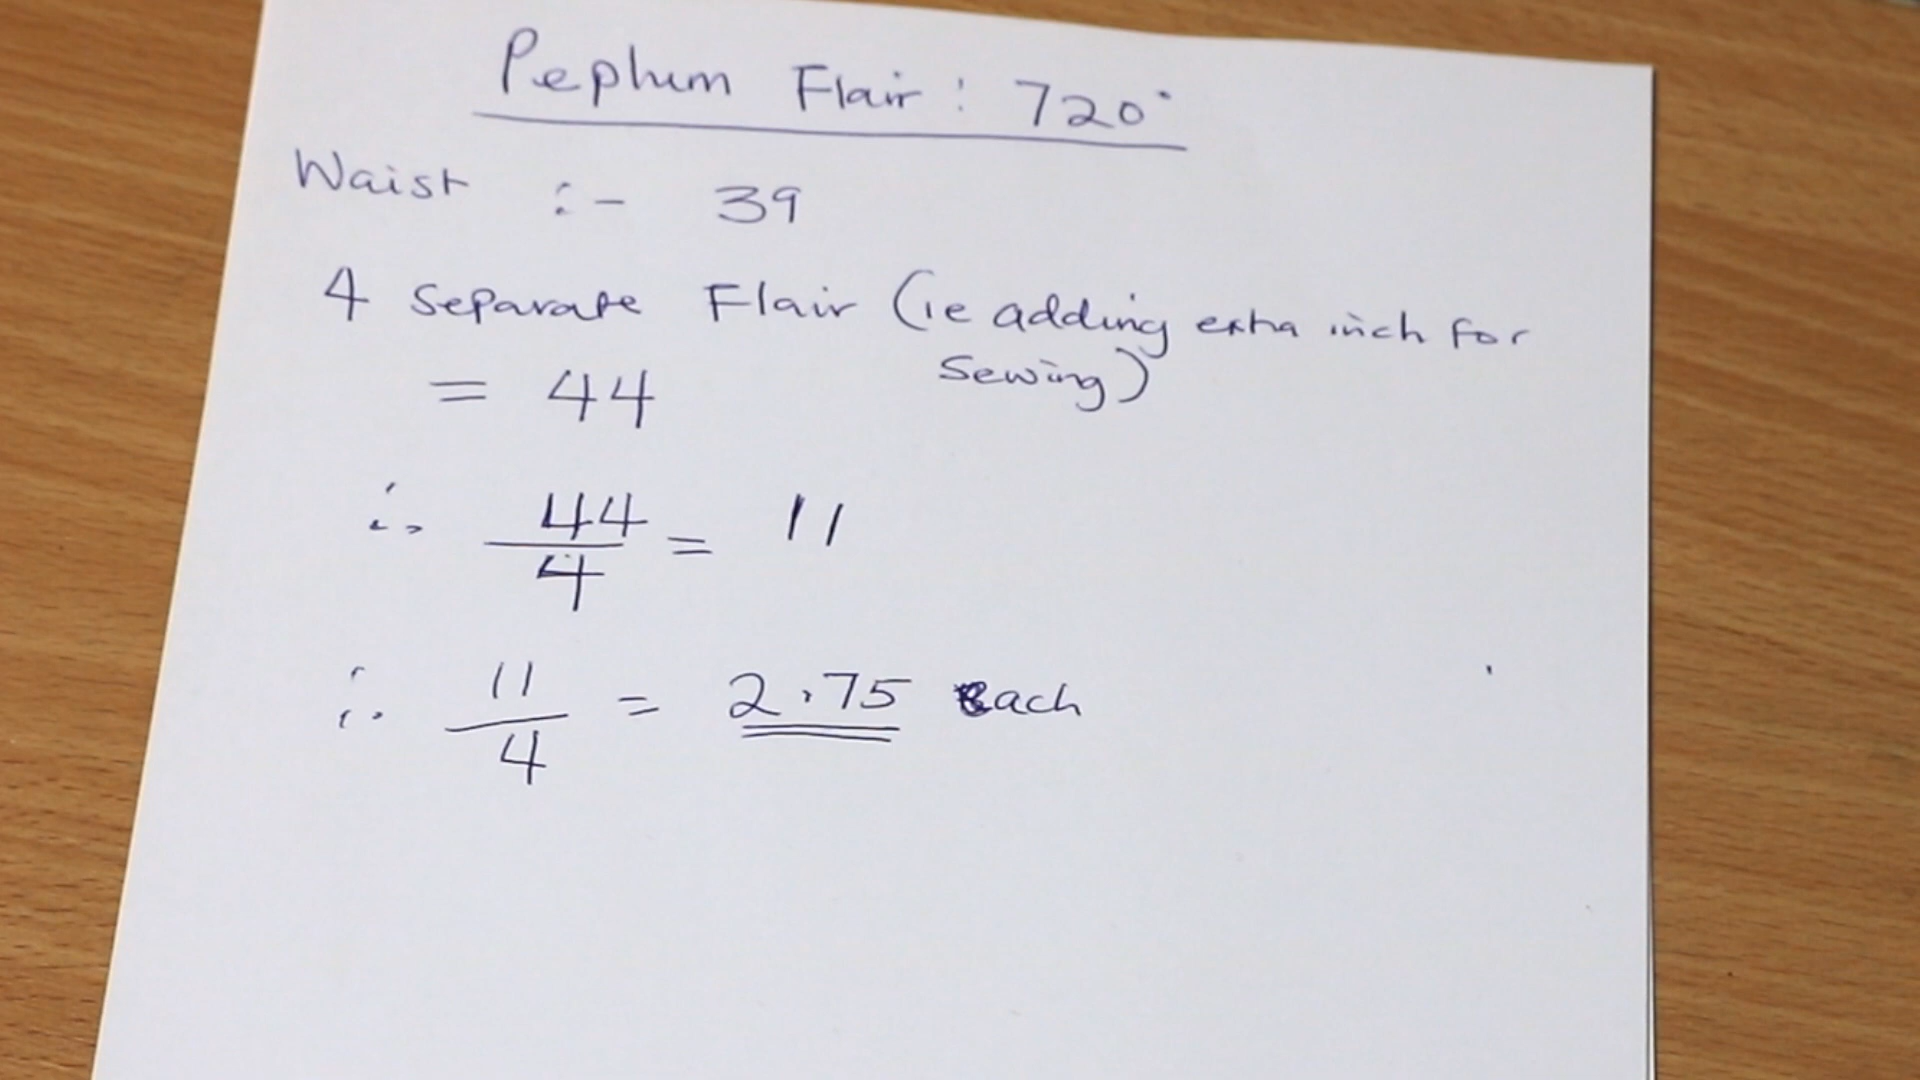 Peplum Flair : 720°
Waist :- 39
4 Separate Flair (ie adding extra inch for
Sewing)
= 44
∴ 44/4 = 11
∴ 11/4 = 2.75 Each